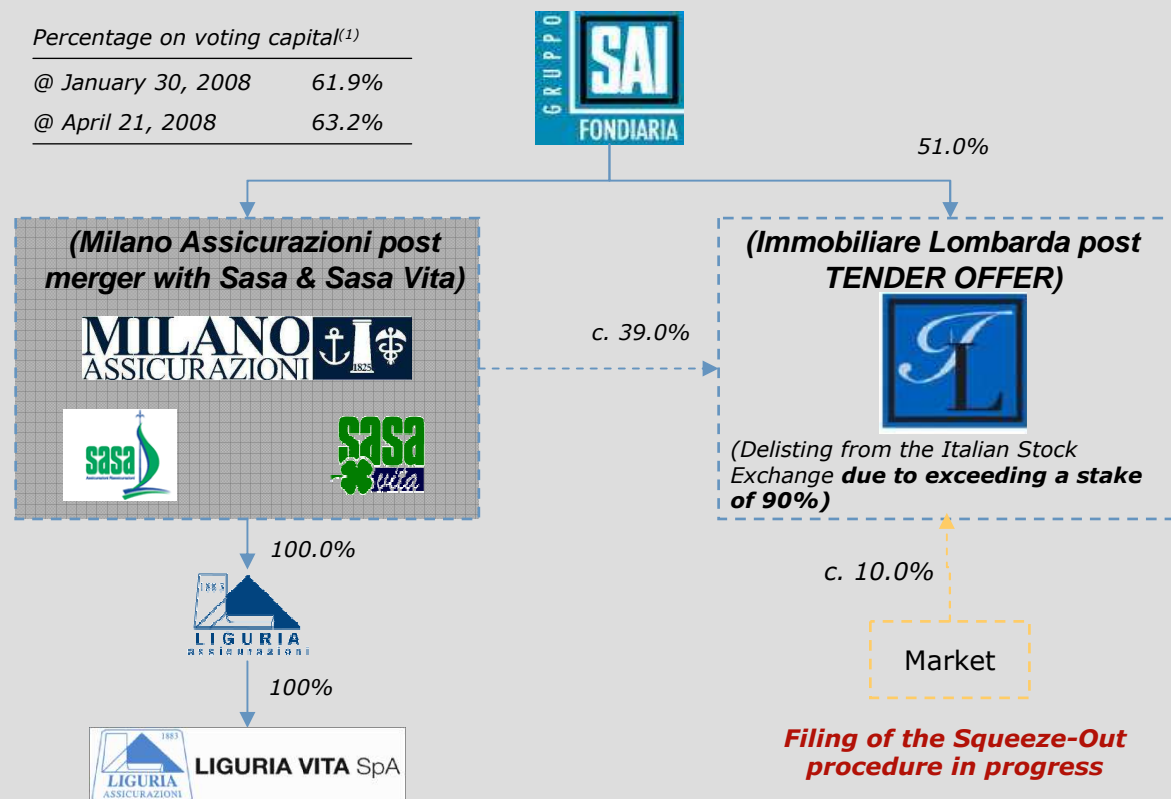 Percentage on voting capital(1)
@ January 30, 2008 61.9%
@ April 21, 2008 63.2%
GRUPPO
SAI
FONDIARIA
51.0%
(Milano Assicurazioni post
merger with Sasa & Sasa Vita)
MILANO
ASSICURAZIONI
1825
sasa
Assicurazioni Riassicurazioni
sasa
vita
c. 39.0%
(Immobiliare Lombarda post
TENDER OFFER)
IL
(Delisting from the Italian Stock
Exchange due to exceeding a stake
of 90%)
100.0%
1883
LIGURIA
assicurazioni
100%
1883
LIGURIA
ASSICURAZIONI
LIGURIA VITA SpA
c. 10.0%
Market
Filing of the Squeeze-Out
procedure in progress